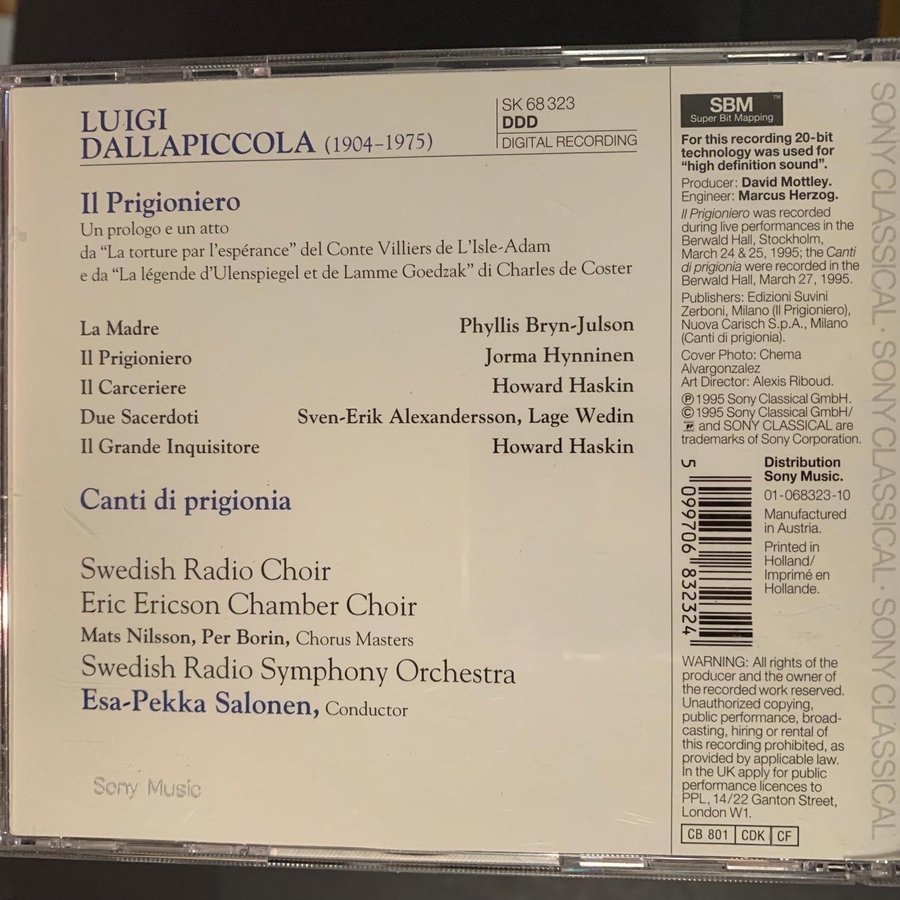 LUIGI
DALLAPICCOLA (1904–1975)
SK 68 323
DDD
DIGITAL RECORDING
Il Prigioniero
Un prologo e un atto
da “La torture par l’espérance” del Conte Villiers de L’Isle-Adam
e da “La légende d’Ulenspiegel et de Lamme Goedzak” di Charles de Coster
La Madre Phyllis Bryn-Julson
Il Prigioniero Jorma Hynninen
Il Carceriere Howard Haskin
Due Sacerdoti Sven-Erik Alexandersson, Lage Wedin
Il Grande Inquisitore Howard Haskin
Canti di prigionia
Swedish Radio Choir
Eric Ericson Chamber Choir
Mats Nilsson, Per Borin, Chorus Masters
Swedish Radio Symphony Orchestra
Esa-Pekka Salonen, Conductor
Sony Music
SBM™
Super Bit Mapping
For this recording 20-bit
technology was used for
“high definition sound”.
Producer: David Mottley.
Engineer: Marcus Herzog.
Il Prigioniero was recorded
during live performances in the
Berwald Hall, Stockholm,
March 24 & 25, 1995; the Canti
di prigionia were recorded in the
Berwald Hall, March 27, 1995.
Publishers: Edizioni Suvini
Zerboni, Milano (Il Prigioniero),
Nuova Carisch S.p.A., Milano
(Canti di prigionia).
Cover Photo: Chema
Alvargonzalez
Art Director: Alexis Riboud.
℗ 1995 Sony Classical GmbH.
© 1995 Sony Classical GmbH/
and SONY CLASSICAL are
trademarks of Sony Corporation.
5 099706 832324
Distribution
Sony Music.
01-068323-10
Manufactured
in Austria.
Printed in
Holland/
Imprimé en
Hollande.
WARNING: All rights of the
producer and the owner of
the recorded work reserved.
Unauthorized copying,
public performance, broad-
casting, hiring or rental of
this recording prohibited, as
provided by applicable law.
In the UK apply for public
performance licences to
PPL, 14/22 Ganton Street,
London W1.
CB 801 CDK CF
SONY CLASSICAL · SONY CLASSICAL · SONY CLASSICAL